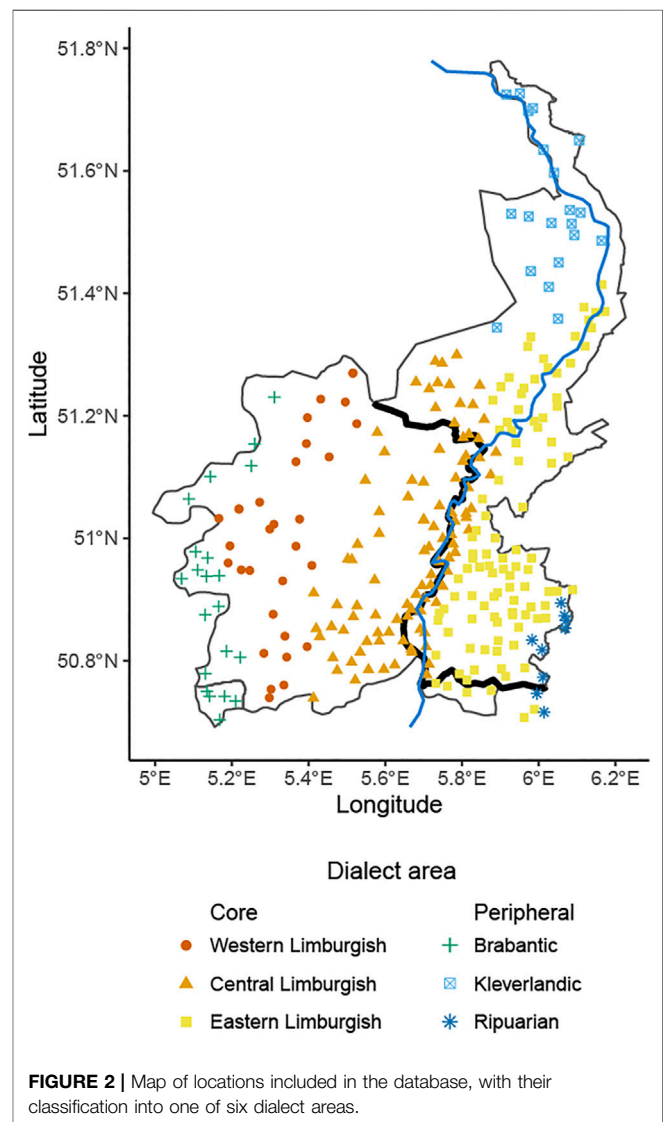 51.8°N
51.6°N
51.4°N
51.2°N
51°N
50.8°N
Latitude
5°E 5.2°E 5.4°E 5.6°E 5.8°E 6°E 6.2°E
Longitude
Dialect area
Core Peripheral
Western Limburgish Brabantic
Central Limburgish Kleverlandic
Eastern Limburgish Ripuarian
FIGURE 2 | Map of locations included in the database, with their
classification into one of six dialect areas.